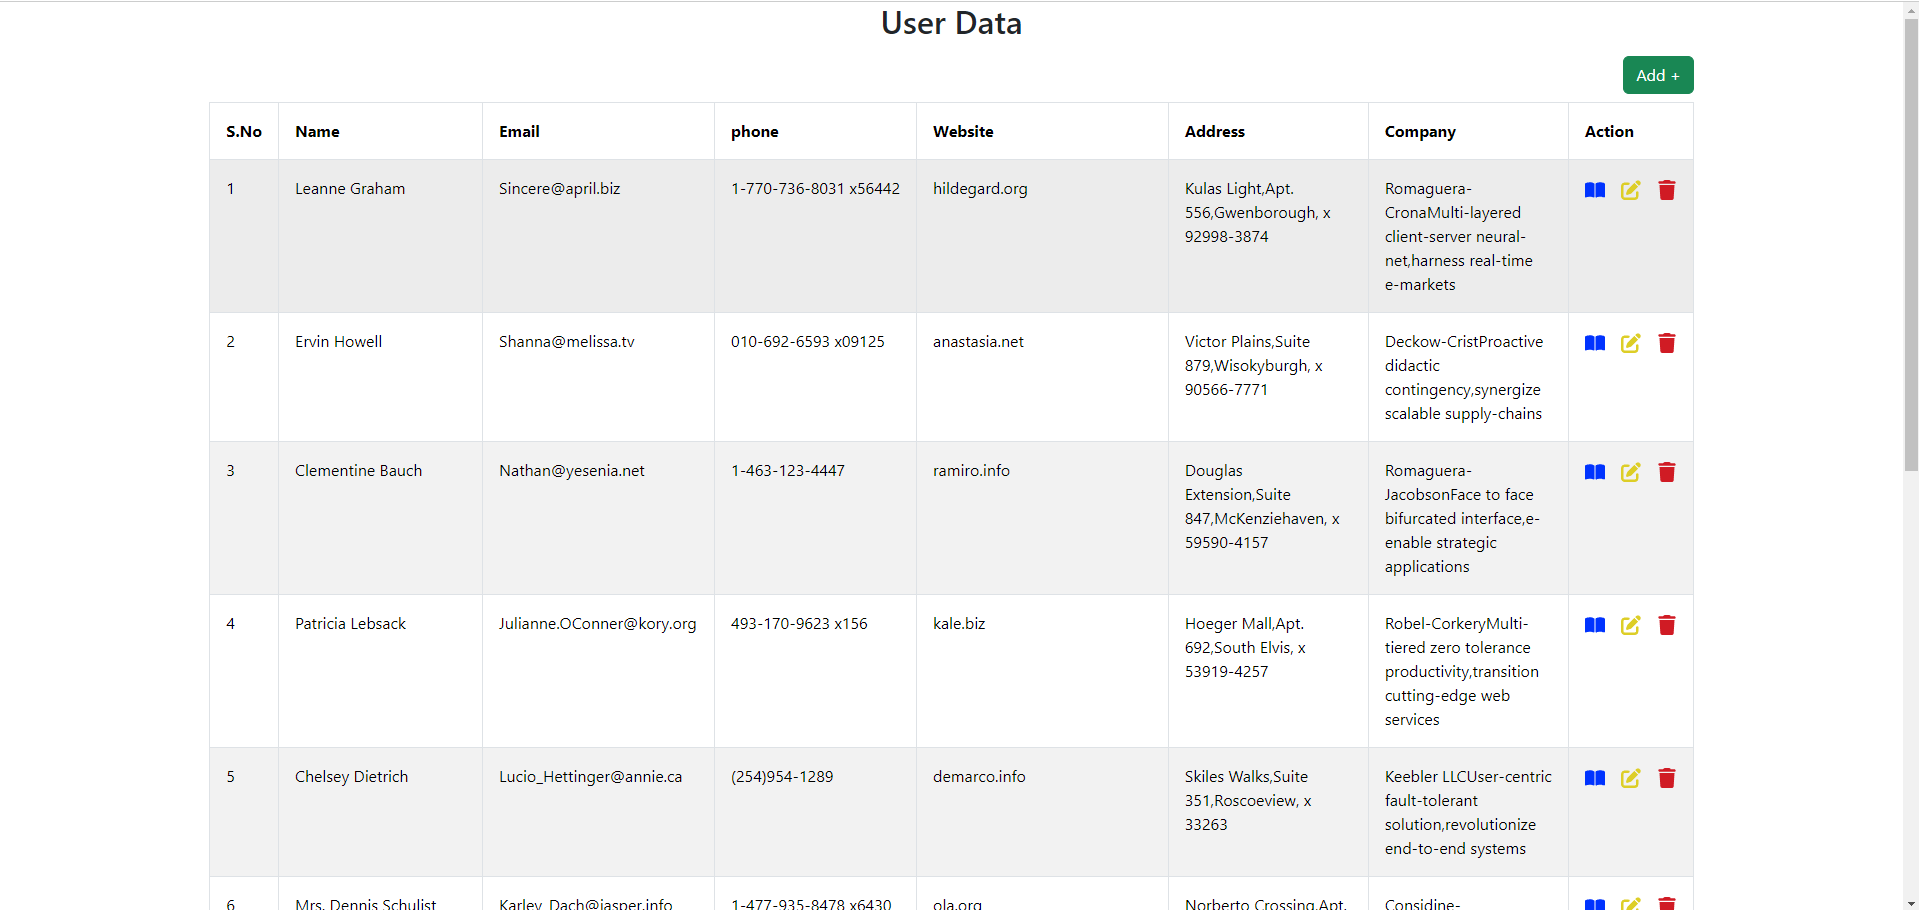 User Data
Add +
S.No Name Email phone Website Address Company Action
1 Leanne Graham Sincere@april.biz 1-770-736-8031 x56442 hildegard.org Kulas Light,Apt. Romaguera-
556,Gwenborough, x CronaMulti-layered
92998-3874 client-server neural-
net,harness real-time
e-markets
2 Ervin Howell Shanna@melissa.tv 010-692-6593 x09125 anastasia.net Victor Plains,Suite Deckow-CristProactive
879,Wisokyburgh, x didactic
90566-7771 contingency,synergize
scalable supply-chains
3 Clementine Bauch Nathan@yesenia.net 1-463-123-4447 ramiro.info Douglas Romaguera-
Extension,Suite JacobsonFace to face
847,McKenziehaven, x bifurcated interface,e-
59590-4157 enable strategic
applications
4 Patricia Lebsack Julianne.OConner@kory.org 493-170-9623 x156 kale.biz Hoeger Mall,Apt. Robel-CorkeryMulti-
692,South Elvis, x tiered zero tolerance
53919-4257 productivity,transition
cutting-edge web
services
5 Chelsey Dietrich Lucio_Hettinger@annie.ca (254)954-1289 demarco.info Skiles Walks,Suite Keebler LLCUser-centric
351,Roscoeview, x fault-tolerant
33263 solution,revolutionize
end-to-end systems
6 Mrs. Dennis Schulist Karley_Dach@jasper.info 1-477-935-8478 x6430 ola.org Norberto Crossing,Apt. Considine-